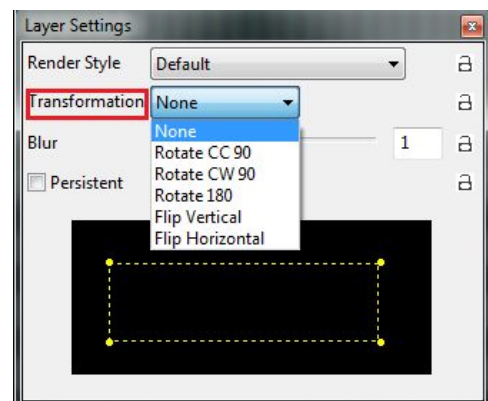 Layer Settings
Render Style Default
Transformation None
None
Blur 1
Rotate CC 90
Rotate CW 90
Persistent
Rotate 180
Flip Vertical
Flip Horizontal